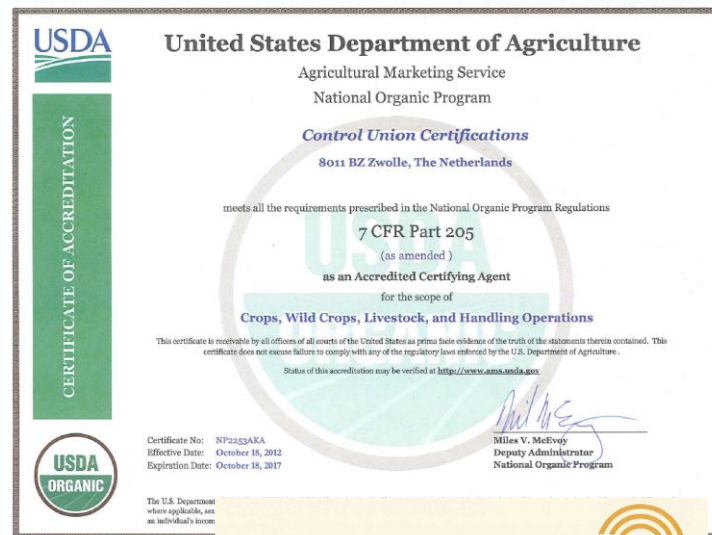 USDA
United States Department of Agriculture
Agricultural Marketing Service
National Organic Program
Control Union Certifications
8011 BZ Zwolle, The Netherlands
meets all the requirements prescribed in the National Organic Program Regulations
7 CFR Part 205
(as amended )
as an Accredited Certifying Agent
for the scope of
Crops, Wild Crops, Livestock, and Handling Operations
This certificate is receivable by all officers of all courts of the United States as prima facie evidence of the truth of the statements therein contained. This
certificate does not excuse failure to comply with any of the regulatory laws enforced by the U.S. Department of Agriculture .
Status of this accreditation may be verified at http://www.ams.usda.gov
CERTIFICATE OF ACCREDITATION
USDA
ORGANIC
Certificate No: NP2253AKA
Effective Date: October 18, 2012
Expiration Date: October 18, 2017
Miles V. McEvoy
Deputy Administrator
National Organic Program
USDA
ORGANIC
The U.S. Department
where applicable, sex
an individual's incom